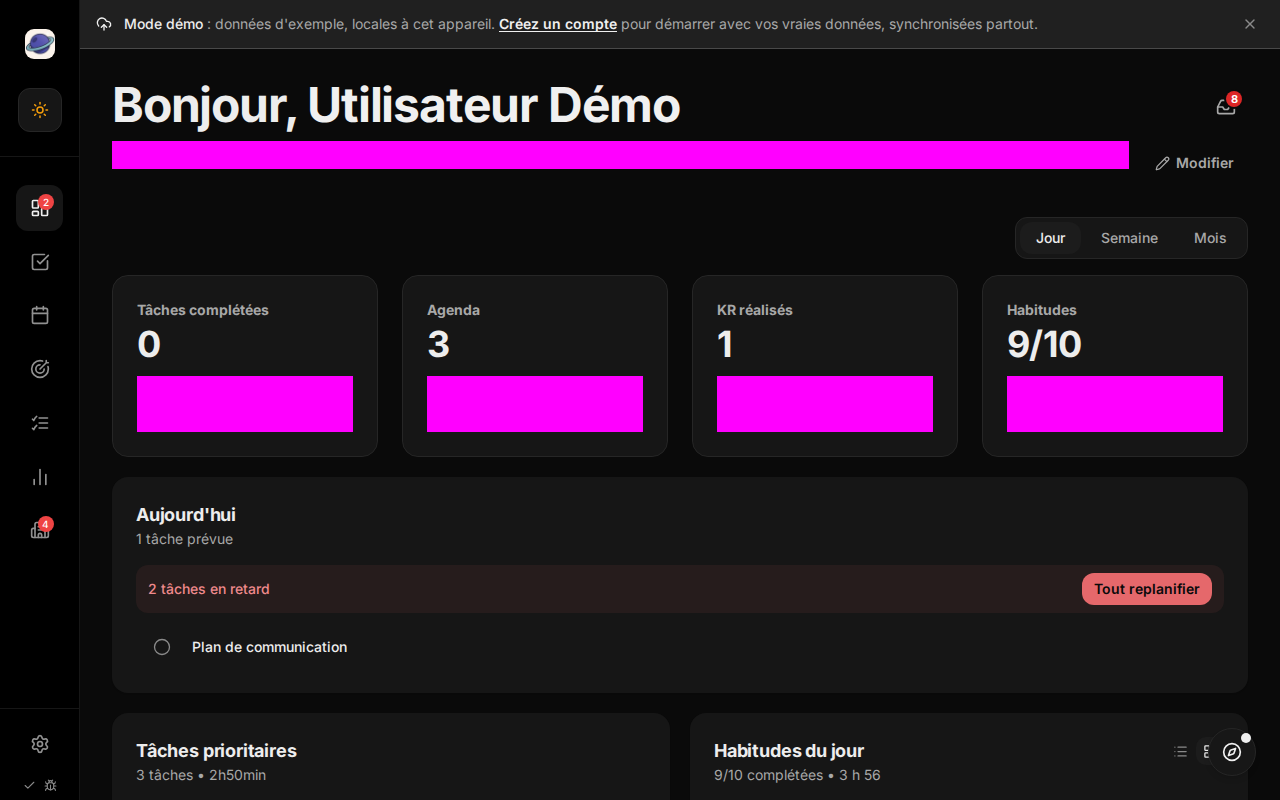 Mode démo : données d'exemple, locales à cet appareil. Créez un compte pour démarrer avec vos vraies données, synchronisées partout.
Bonjour, Utilisateur Démo
8
Modifier
2
Jour Semaine Mois
Tâches complétées
0
Agenda
3
KR réalisés
1
Habitudes
9/10
Aujourd'hui
1 tâche prévue
2 tâches en retard
Tout replanifier
Plan de communication
4
Tâches prioritaires
3 tâches • 2h50min
Habitudes du jour
9/10 complétées • 3 h 56